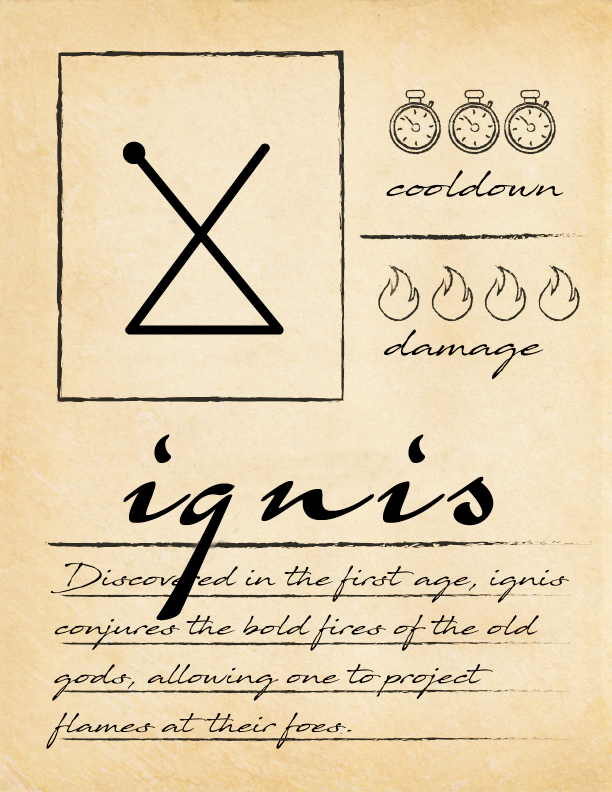 cooldown
damage
ignis
Discovered in the first age, ignis
conjures the bold fires of the old
gods, allowing one to project
flames at their foes.